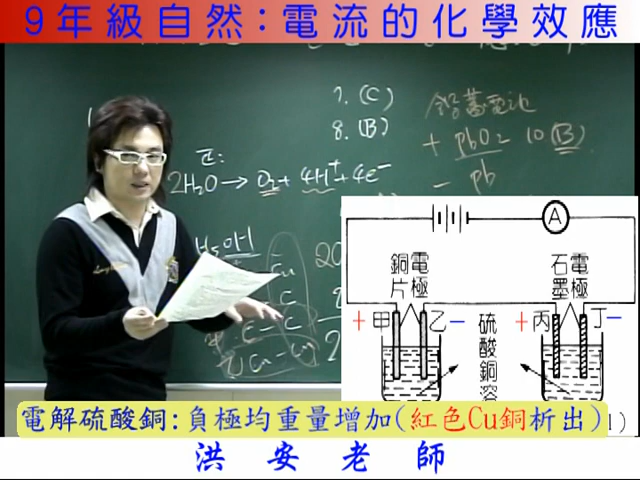 9年級自然:電流的化學效應
7. (C)
8. (B)
鉛蓄電池
+ pbO₂ 10 (B)
- pb
正:
2H₂O → O₂ + 4H⁺ + 4e⁻
A
銅電 石電
片極 墨極
+甲 乙− +丙 丁−
硫酸銅溶
電解硫酸銅:負極均重量增加(紅色Cu銅析出)
洪安老師